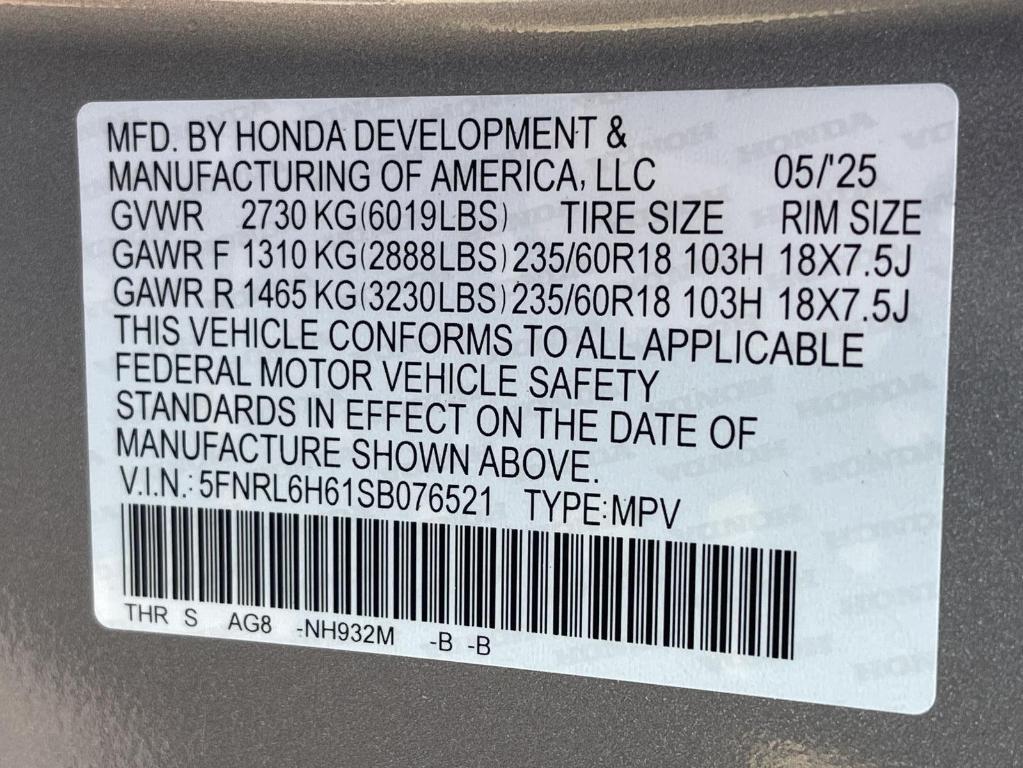 MFD. BY HONDA DEVELOPMENT &
MANUFACTURING OF AMERICA, LLC 05/'25
GVWR 2730 KG(6019LBS) TIRE SIZE RIM SIZE
GAWR F 1310 KG(2888LBS) 235/60R18 103H 18X7.5J
GAWR R 1465 KG(3230LBS) 235/60R18 103H 18X7.5J
THIS VEHICLE CONFORMS TO ALL APPLICABLE
FEDERAL MOTOR VEHICLE SAFETY
STANDARDS IN EFFECT ON THE DATE OF
MANUFACTURE SHOWN ABOVE.
V.I.N.: 5FNRL6H61SB076521 TYPE:MPV
THR S AG8 -NH932M -B -B